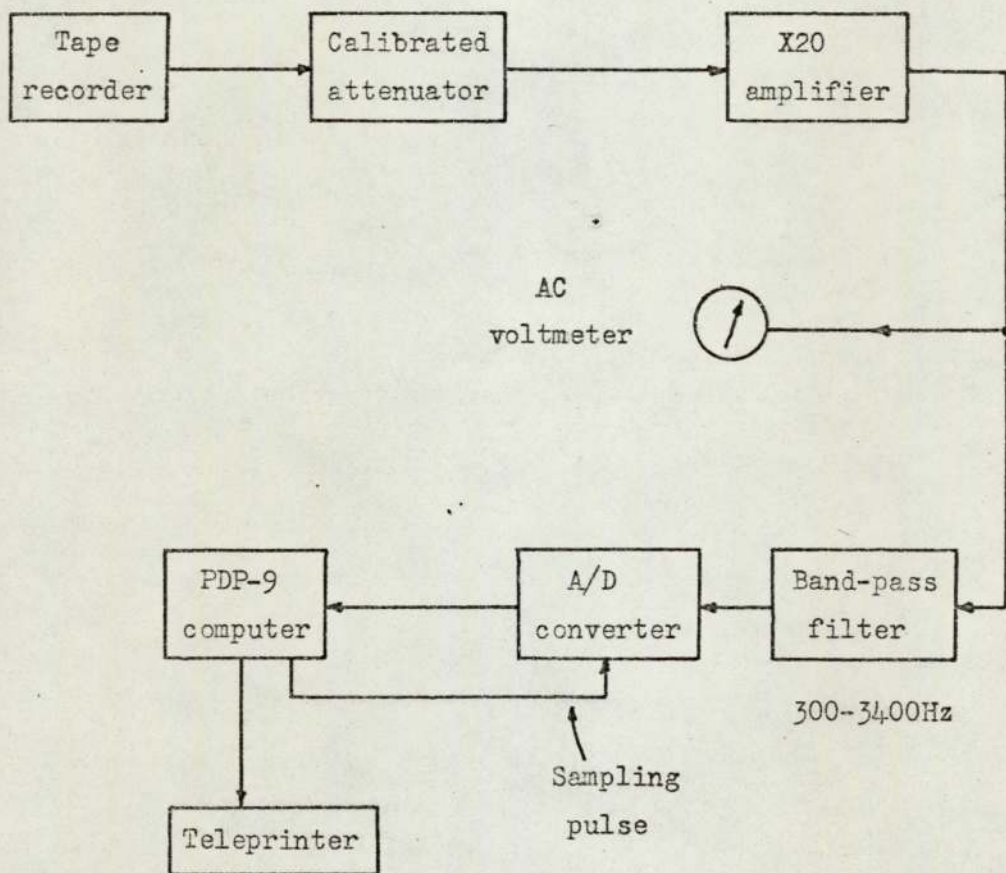 Tape
recorder
Calibrated
attenuator
X20
amplifier
AC
voltmeter
PDP-9
computer
A/D
converter
Band-pass
filter
300-3400Hz
Sampling
pulse
Teleprinter